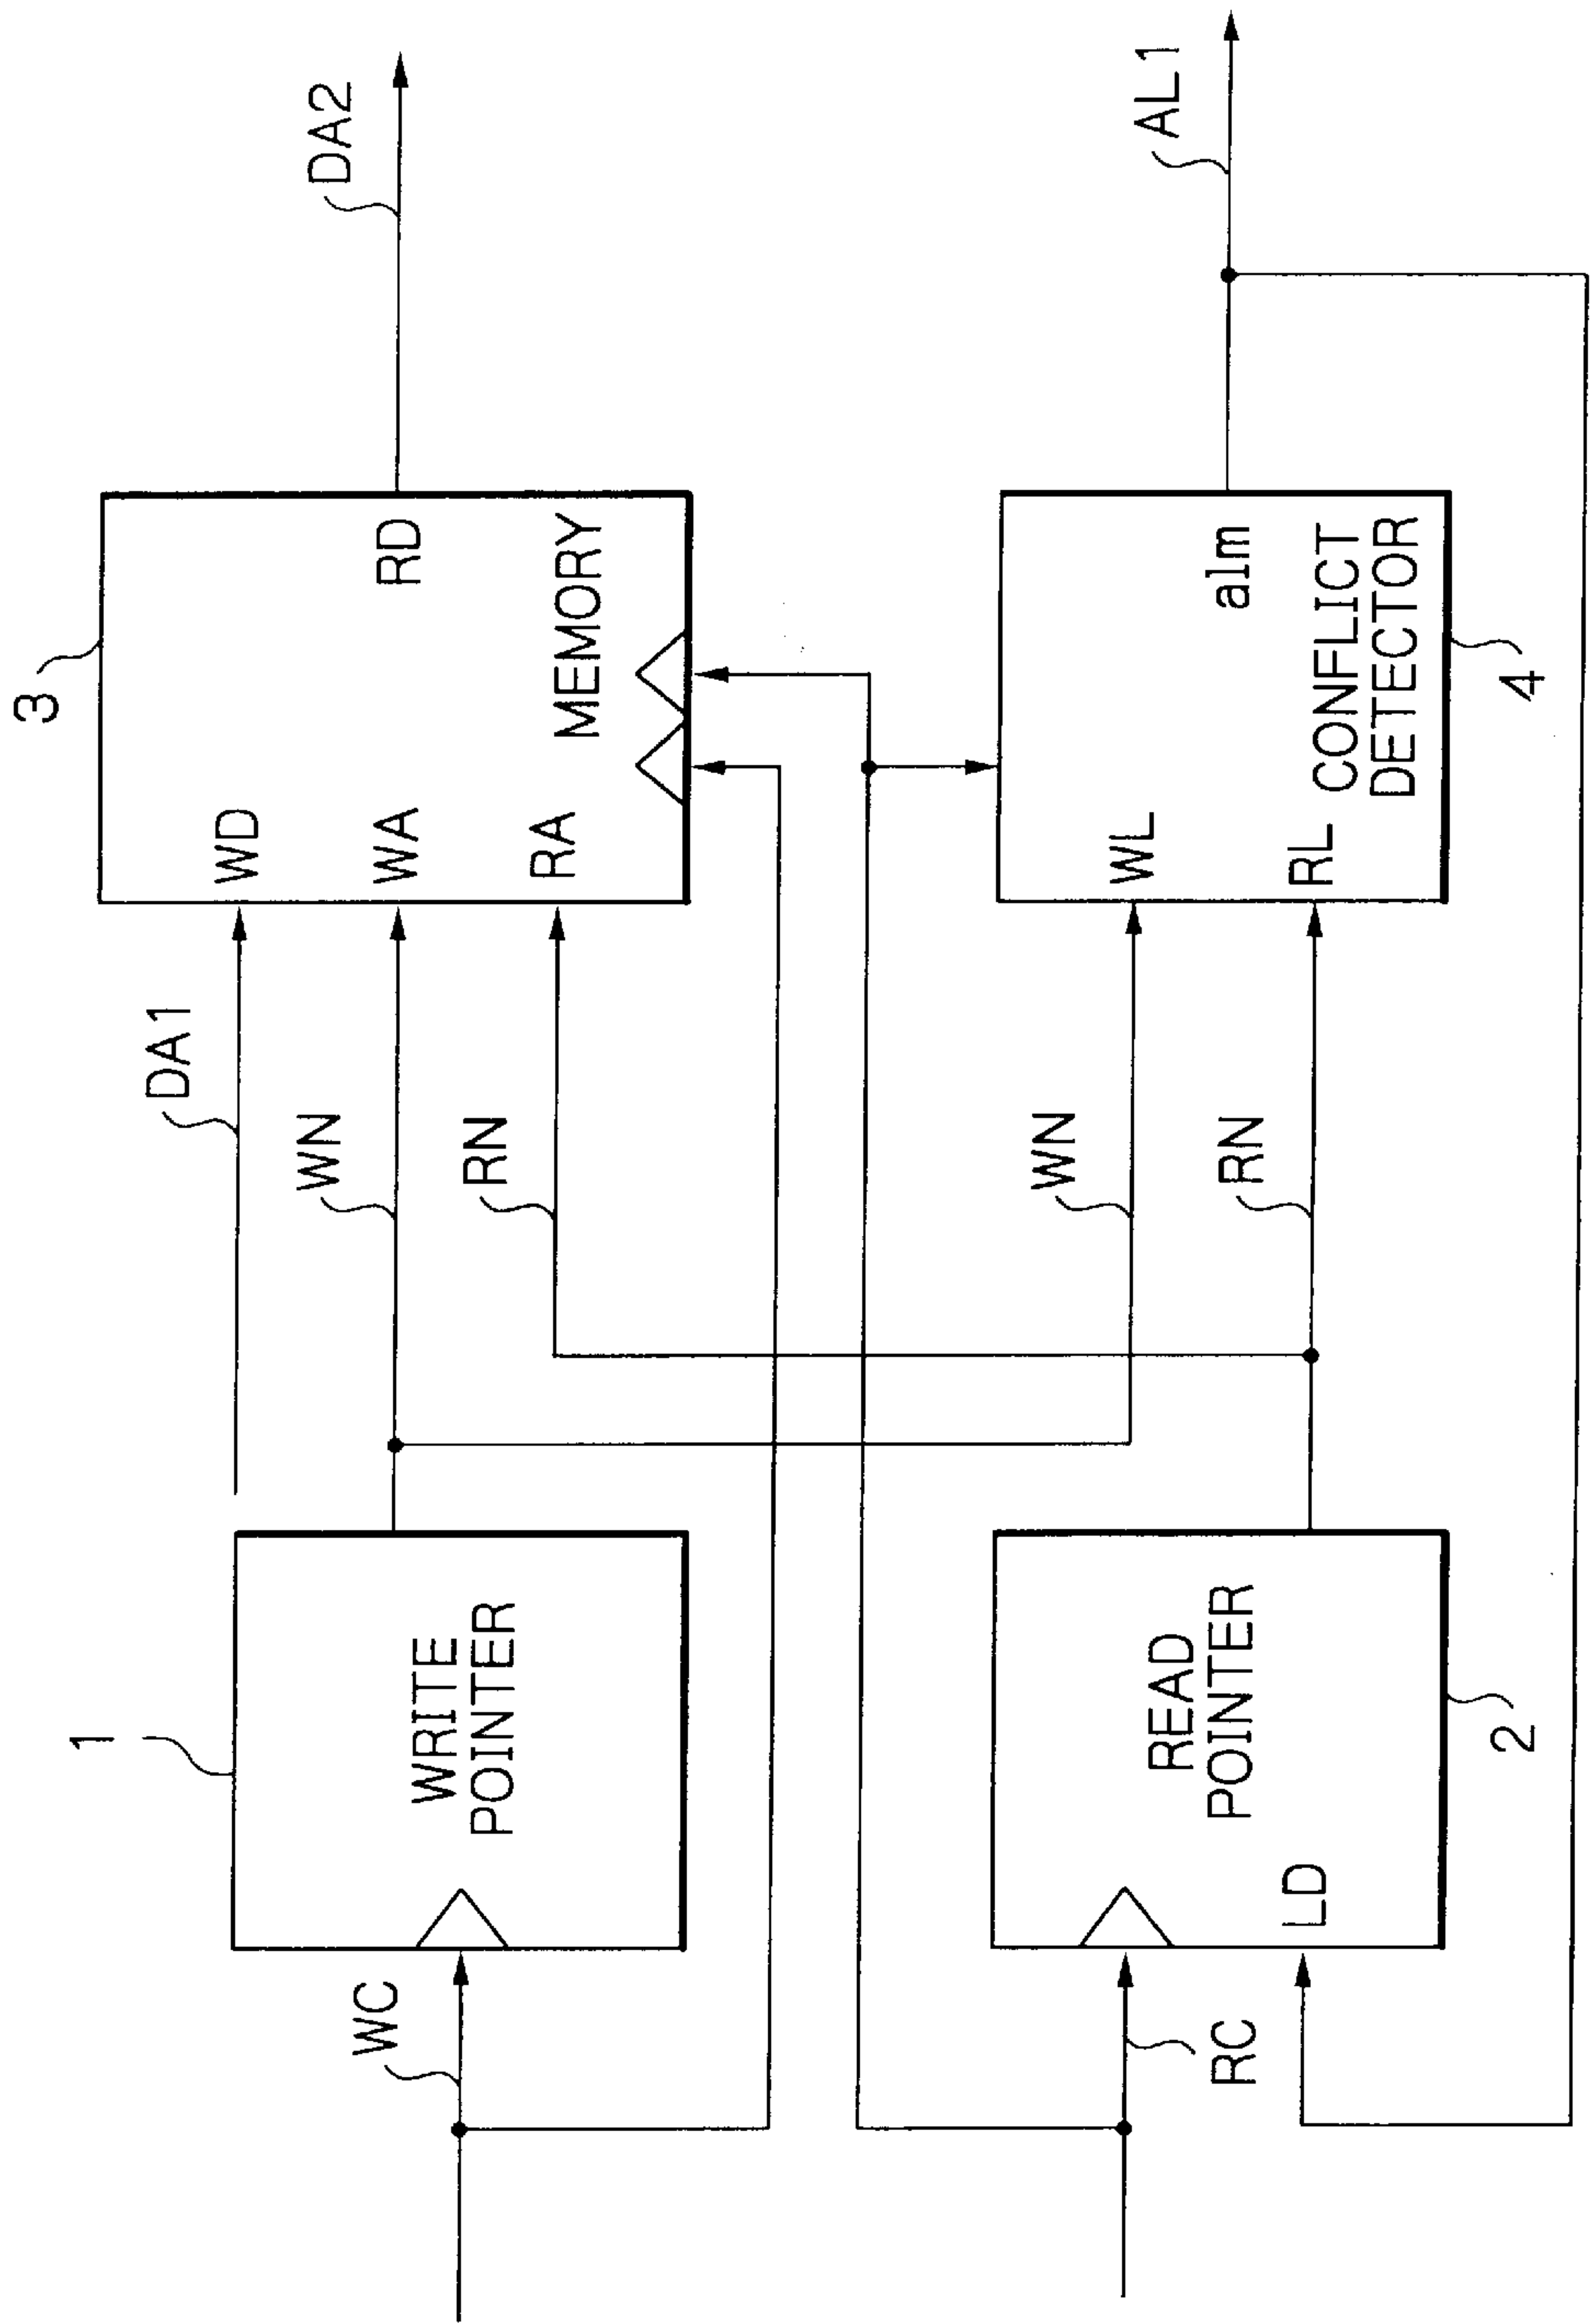 1
WRITE
POINTER
WC
DA1
WN
RN
3
WD
WA
RA
RD
MEMORY
DA2
READ
POINTER
LD
2
RC
WN
RN
WL
RL
alm
CONFLICT
DETECTOR
4
AL1